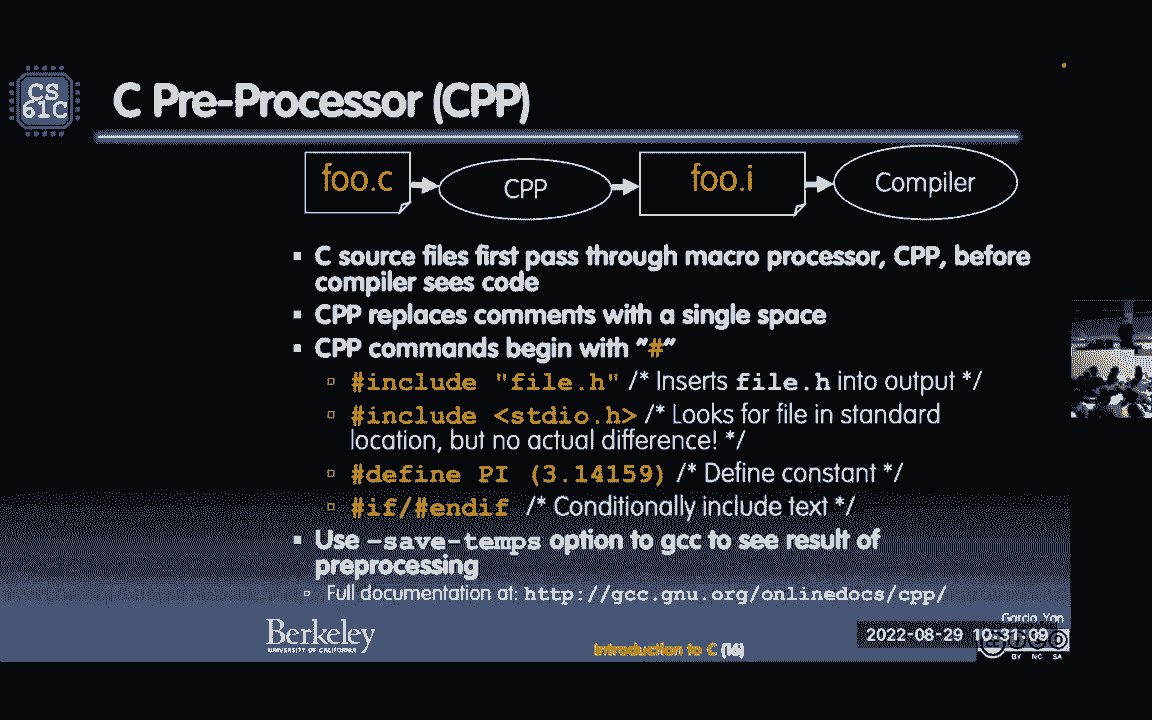 CS
61C
C Pre-Processor (CPP)
foo.c
CPP
foo.i
Compiler
▪ C source files first pass through macro processor, CPP, before
compiler sees code
▪ CPP replaces comments with a single space
▪ CPP commands begin with "#"
▫ #include "file.h" /* Inserts file.h into output */
▫ #include <stdio.h> /* Looks for file in standard
location, but no actual difference! */
▫ #define PI (3.14159) /* Define constant */
▫ #if/#endif /* Conditionally include text */
▪ Use –save-temps option to gcc to see result of
preprocessing
▫ Full documentation at: http://gcc.gnu.org/onlinedocs/cpp/
Berkeley
UNIVERSITY OF CALIFORNIA
Introduction to C (16)
Garcia
2022-08-29 10:31:09
BY NC SA